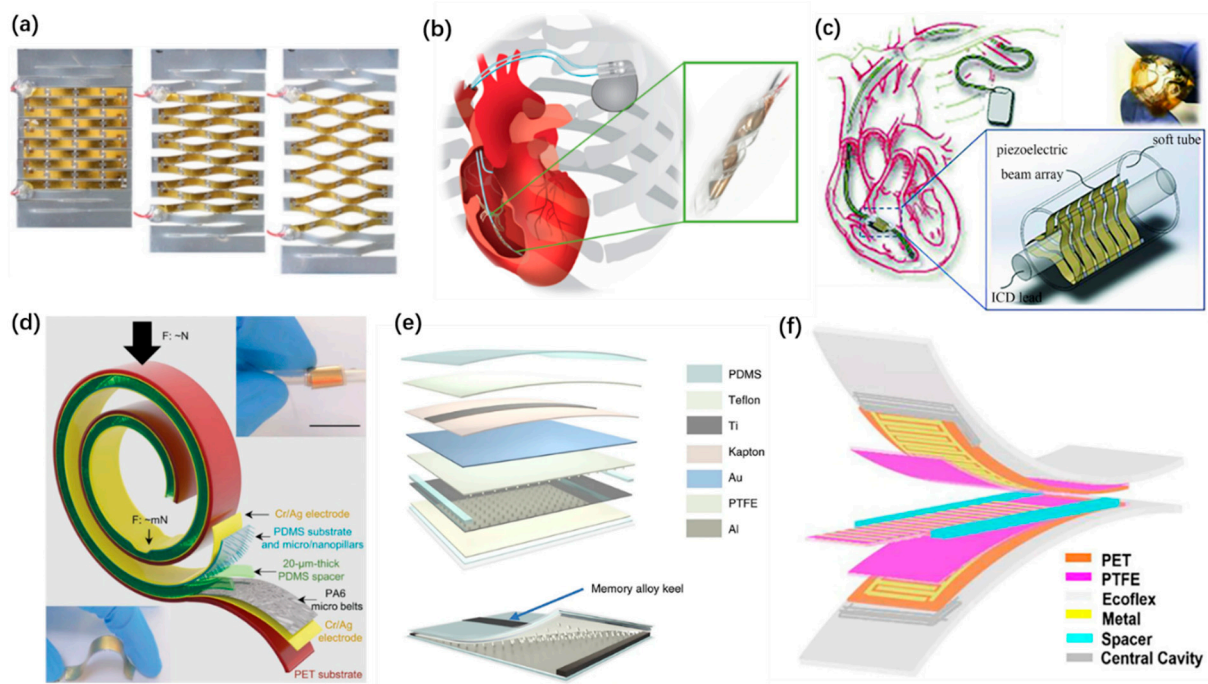 (a)
(b)
(c)
piezoelectric
beam array
soft tube
ICD lead
(d)
F: ~N
F: ~mN
Cr/Ag electrode
PDMS substrate
and micro/nanopillars
20-μm-thick
PDMS spacer
PA6
micro belts
Cr/Ag
electrode
PET substrate
(e)
PDMS
Teflon
Ti
Kapton
Au
PTFE
Al
Memory alloy keel
(f)
PET
PTFE
Ecoflex
Metal
Spacer
Central Cavity